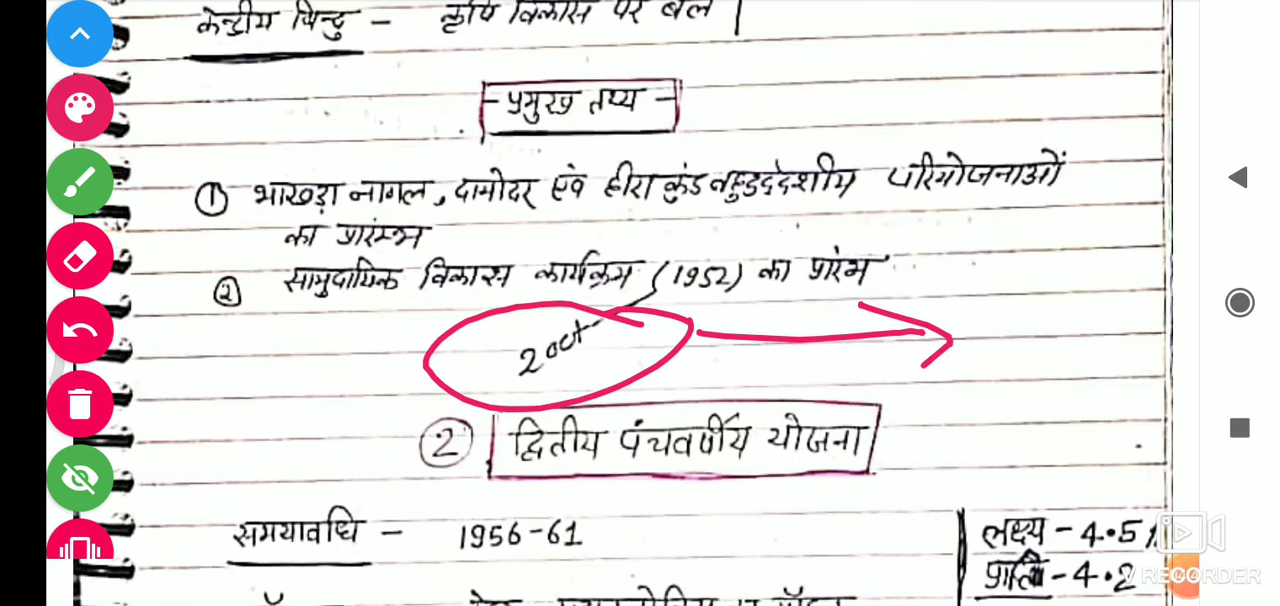 केन्द्रीय बिन्दु - कृषि विकास पर बल
- प्रमुख तथ्य -
① भाखड़ा नागल, दामोदर एवं हीरा कुंड बहुउद्देशीय परियोजनाओं
का प्रारंम्भ
② सामुदायिक विकास कार्यक्रम (1952) का प्रारंभ
2 oct
② द्वितीय पंचवर्षीय योजना
समयावधि - 1956-61
लक्ष्य - 4.5%
प्राप्ति - 4.2
V RECORDER